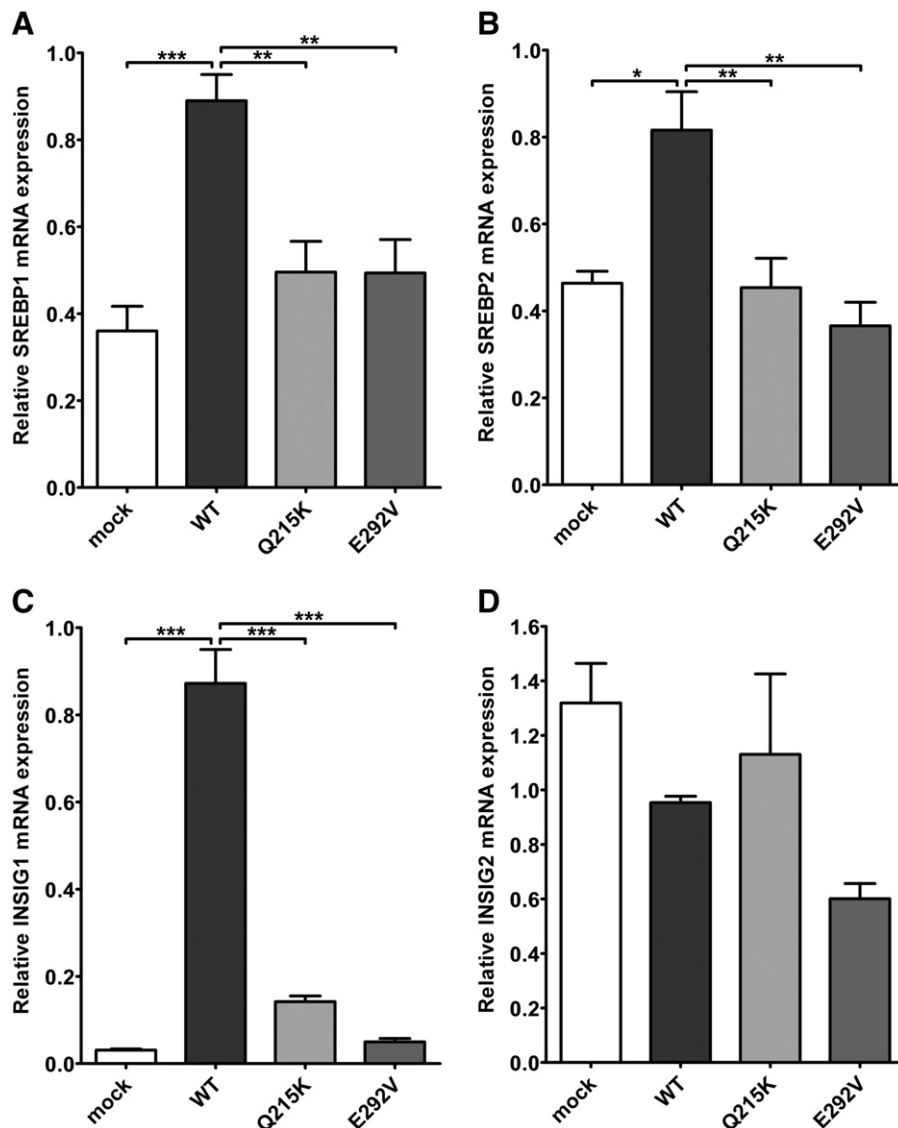 A
Relative SREBP1 mRNA expression
1.0
0.8
0.6
0.4
0.2
0.0
***
**
**
mock
WT
Q215K
E292V
B
Relative SREBP2 mRNA expression
1.0
0.8
0.6
0.4
0.2
0.0
*
**
**
mock
WT
Q215K
E292V
C
Relative INSIG1 mRNA expression
1.0
0.8
0.6
0.4
0.2
0.0
***
***
***
mock
WT
Q215K
E292V
D
Relative INSIG2 mRNA expression
1.6
1.4
1.2
1.0
0.8
0.6
0.4
0.2
0.0
mock
WT
Q215K
E292V